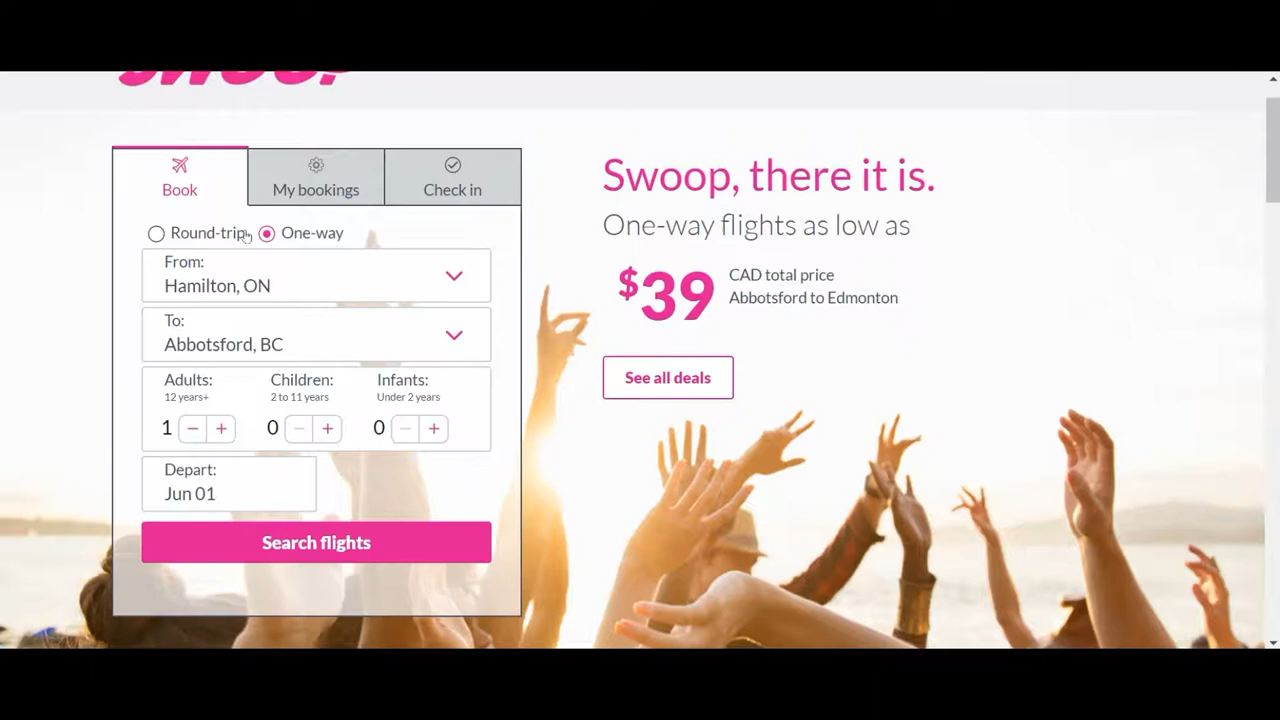 swoop
Book
My bookings
Check in
Round-trip
One-way
From:
Hamilton, ON
To:
Abbotsford, BC
Adults:
Children:
Infants:
12 years+
2 to 11 years
Under 2 years
1 − +
0 − +
0 − +
Depart:
Jun 01
Search flights
Swoop, there it is.
One-way flights as low as
$39
CAD total price
Abbotsford to Edmonton
See all deals